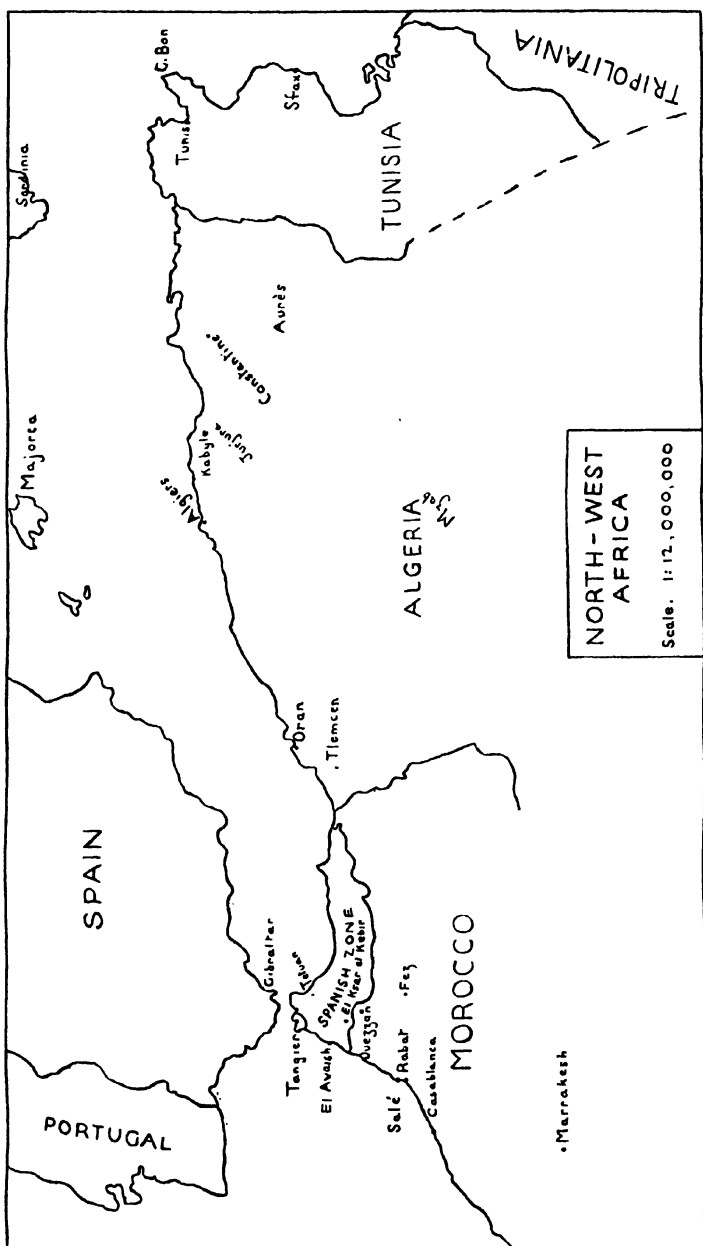 Sardinia
C. Bon
Tunis
Sfax
TUNISIA
TRIPOLITANIA
Majorca
Aurès
Constantine
Kabyle
Jurjura
Algiers
ALGERIA
Mzab
Oran
Tlemcen
SPAIN
PORTUGAL
Gibraltar
Tetuan
Tangier
SPANISH ZONE
El Ksar el Kebir
El Avaish
Ouezzan
Fez
Rabat
Salé
Casablanca
MOROCCO
Marrakesh
NORTH-WEST
AFRICA
Scale. 1:12,000,000